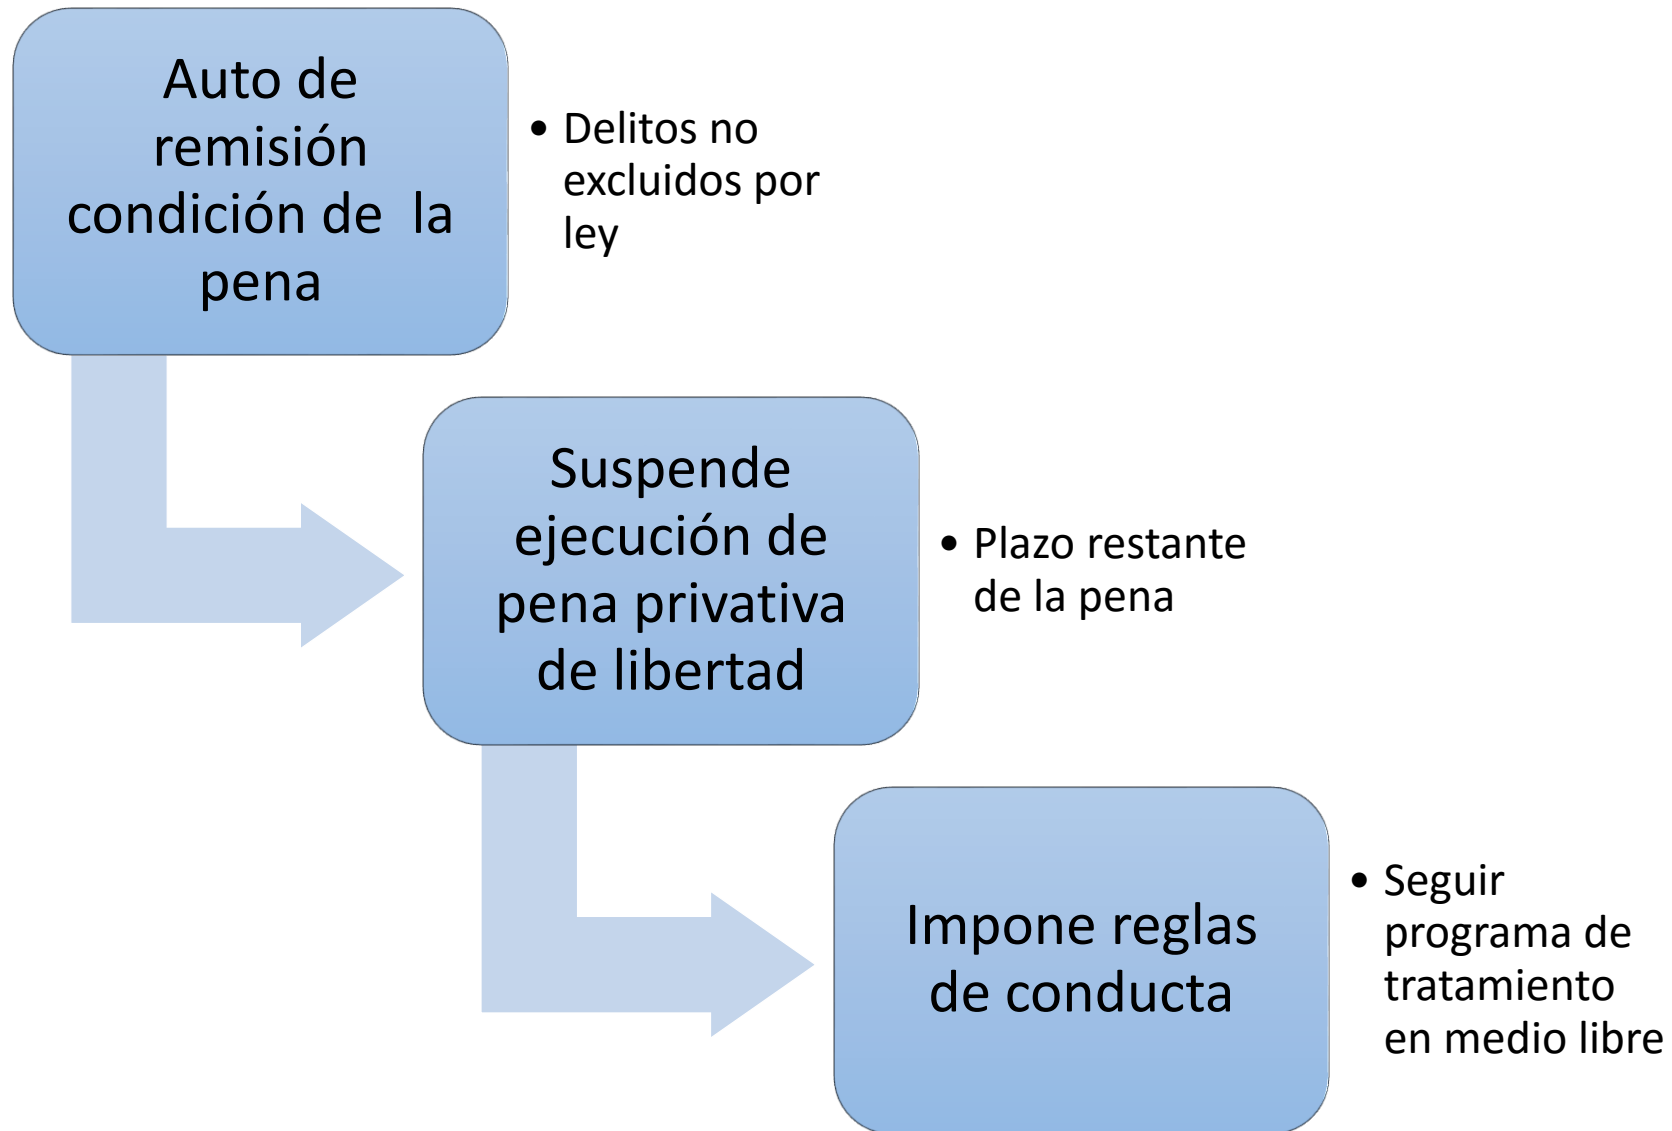 Auto de
remisión
condición de  la
pena
• Delitos no
excluidos por
ley
Suspende
ejecución de
pena privativa
de libertad
• Plazo restante
de la pena
Impone reglas
de conducta
• Seguir
programa de
tratamiento
en medio libre